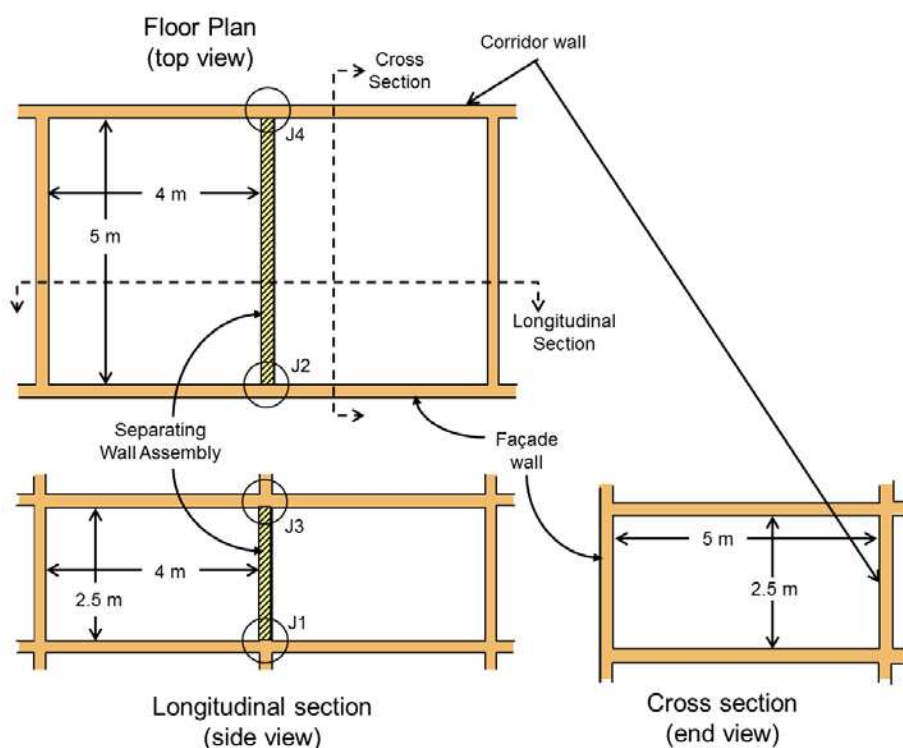 Floor Plan
(top view)
Corridor wall
Cross
Section
J4
4 m
5 m
Longitudinal
Section
J2
Separating
Wall Assembly
Façade
wall
J3
4 m
2.5 m
J1
5 m
2.5 m
Longitudinal section
(side view)
Cross section
(end view)